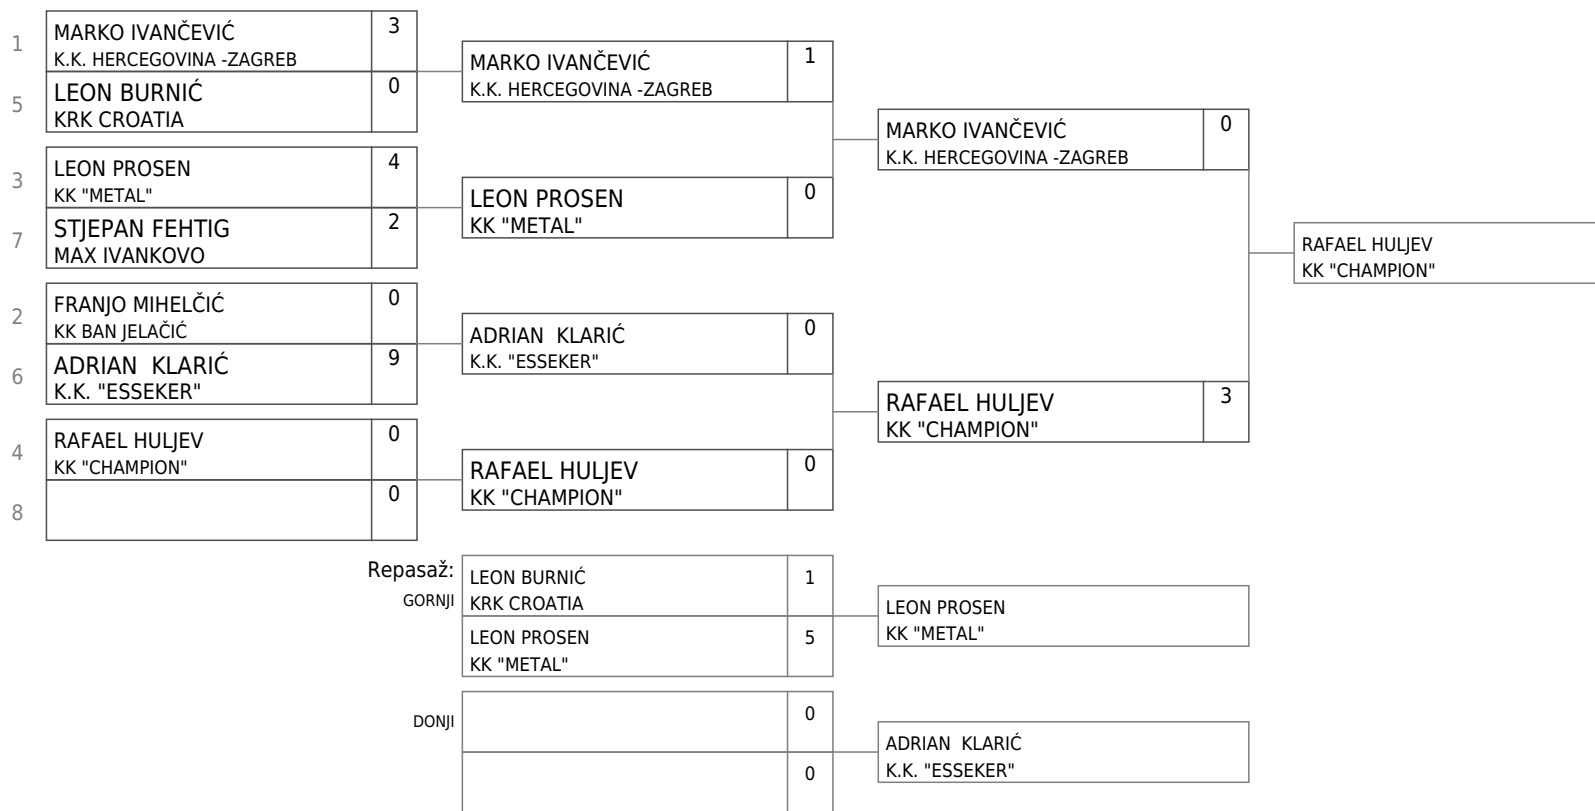 1
MARKO IVANČEVIĆ
K.K. HERCEGOVINA -ZAGREB
3
5
LEON BURNIĆ
KRK CROATIA
0
3
LEON PROSEN
KK "METAL"
4
7
STJEPAN FEHTIG
MAX IVANKOVO
2
2
FRANJO MIHELČIĆ
KK BAN JELAČIĆ
0
6
ADRIAN  KLARIĆ
K.K. "ESSEKER"
9
4
RAFAEL HULJEV
KK "CHAMPION"
0
8
0
MARKO IVANČEVIĆ
K.K. HERCEGOVINA -ZAGREB
1
LEON PROSEN
KK "METAL"
0
ADRIAN  KLARIĆ
K.K. "ESSEKER"
0
RAFAEL HULJEV
KK "CHAMPION"
0
MARKO IVANČEVIĆ
K.K. HERCEGOVINA -ZAGREB
0
RAFAEL HULJEV
KK "CHAMPION"
3
RAFAEL HULJEV
KK "CHAMPION"
Repasaž:
GORNJI
LEON BURNIĆ
KRK CROATIA
1
LEON PROSEN
KK "METAL"
5
LEON PROSEN
KK "METAL"
DONJI
0
0
ADRIAN  KLARIĆ
K.K. "ESSEKER"